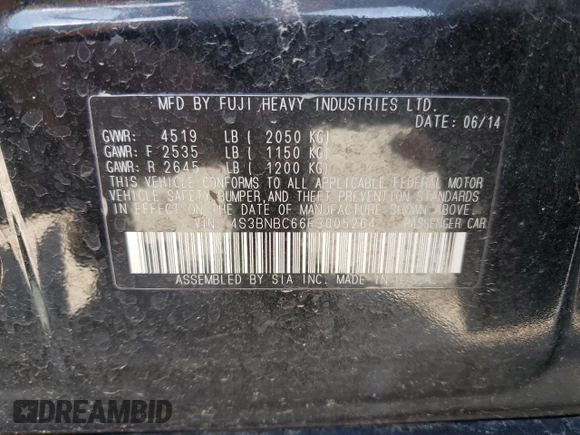 MFD BY FUJI HEAVY INDUSTRIES LTD.
DATE: 06/14
GVWR: 4519 LB ( 2050 KG)
GAWR: F 2535 LB ( 1150 KG)
GAWR: R 2645 LB ( 1200 KG)
THIS VEHICLE CONFORMS TO ALL APPLICABLE FEDERAL MOTOR
VEHICLE SAFETY, BUMPER, AND THEFT PREVENTION STANDARDS
IN EFFECT ON THE DATE OF MANUFACTURE SHOWN ABOVE.
VIN: 4S3BNBC66F3005264 PASSENGER CAR
ASSEMBLED BY SIA INC. MADE IN
DREAMBID